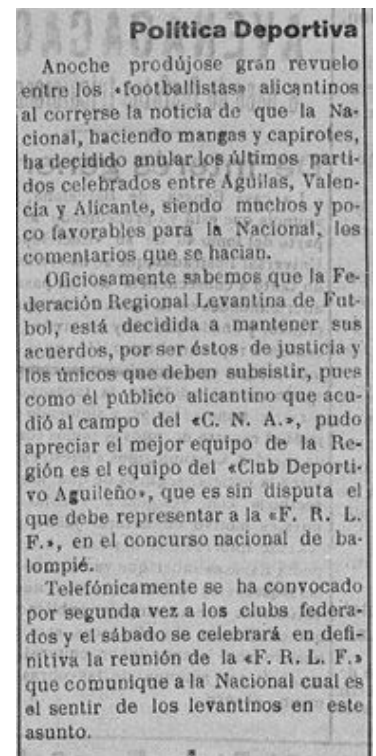 Política Deportiva
Anoche prodújose gran revuelo
entre los «footballistas» alicantinos
al correrse la noticia de que la Na-
cional, haciendo mangas y capirotes,
ha decidido anular los últimos parti-
dos celebrados entre Aguilas, Valen-
cia y Alicante, siendo muchos y po-
co favorables para la Nacional, los
comentarios que se hacian.
Oficiosamente sabemos que la Fe-
deración Regional Levantina de Fut-
bol, está decidida a mantener sus
acuerdos, por ser éstos de justicia y
los únicos que deben subsistir, pues
como el público alicantino que acu-
dió al campo del «C. N. A.», pudo
apreciar el mejor equipo de la Re-
gión es el equipo del «Club Deporti-
vo Aguileño», que es sin disputa el
que debe representar a la «F. R. L.
F.», en el concurso nacional de ba-
lompié.
Telefónicamente se ha convocado
por segunda vez a los clubs federa-
dos y el sábado se celebrará en defi-
nitiva la reunión de la «F. R. L. F.»
que comunique a la Nacional cual es
el sentir de los levantinos en este
asunto.